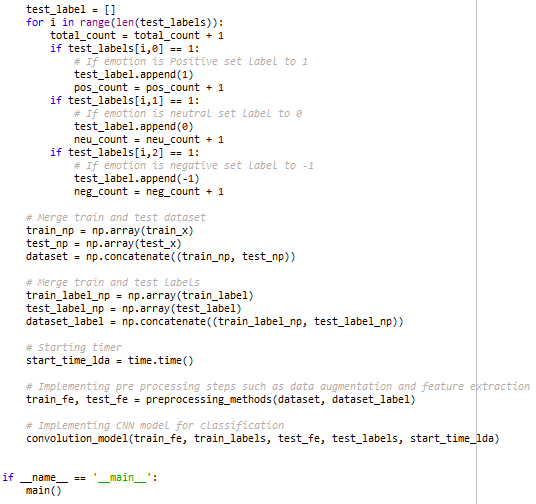 test_label = []
for i in range(len(test_labels)):
total_count = total_count + 1
if test_labels[i,0] == 1:
# If emotion is Positive set Label to 1
test_label.append(1)
pos_count = pos_count + 1
if test_labels[i,1] == 1:
# If emotion is neutral set Label to 0
test_label.append(0)
neu_count = neu_count + 1
if test_labels[i,2] == 1:
# If emotion is negative set Label to -1
test_label.append(-1)
neg_count = neg_count + 1
# Merge train and test dataset
train_np = np.array(train_x)
test_np = np.array(test_x)
dataset = np.concatenate((train_np, test_np))
# Merge train and test Labels
train_label_np = np.array(train_label)
test_label_np = np.array(test_label)
dataset_label = np.concatenate((train_label_np, test_label_np))
# Starting timer
start_time_lda = time.time()
# Implementing pre processing steps such as data augmentation and feature extraction
train_fe, test_fe = preprocessing_methods(dataset, dataset_label)
# Implementing CNN model for classification
convolution_model(train_fe, train_labels, test_fe, test_labels, start_time_lda)
if __name__ == '__main__':
main()